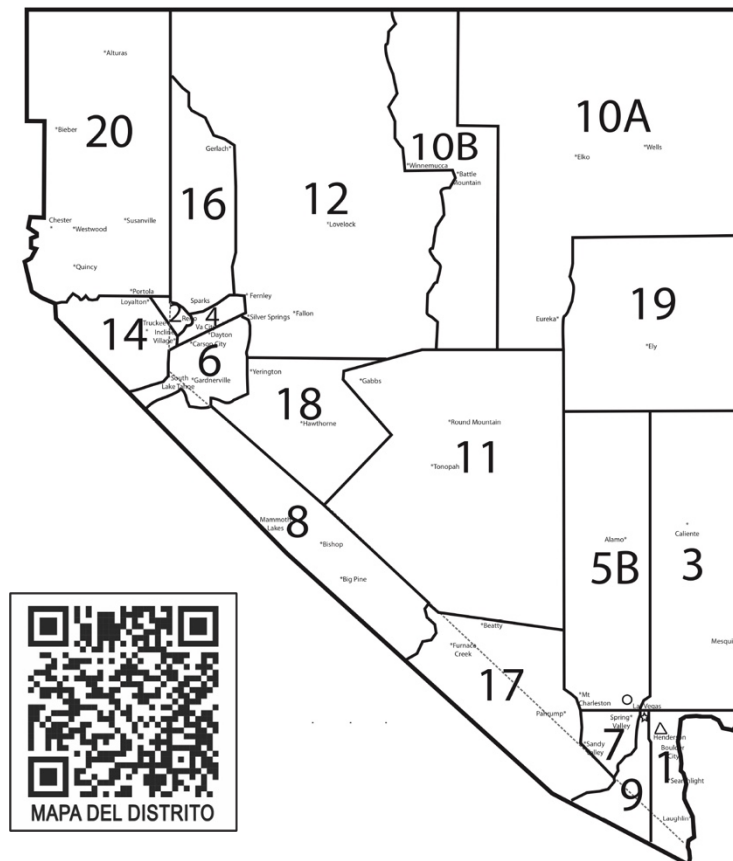 *Alturas
20
*Bieber
10B
10A
Gerlach*
*Winnemucca
*Battle
Mountain
*Elko
*Wells
16
12
Chester
*
*Westwood
*Susanville
*Lovelock
*Quincy
*Portola
Loyalton*
Sparks
*Fernley
19
2
Reno
4
Va City
*Silver Springs
*Fallon
Eureka*
*Ely
14
Truckee
*
Incline
Village*
*Dayton
*Carson City
6
*South
Lake Tahoe
*Gardnerville
*Yerington
*Gabbs
18
*Hawthorne
*Round Mountain
11
*Tonopah
8
Mammoth
Lakes
*Bishop
*Big Pine
Alamo*
5B
*
Caliente
3
Mesqui
*Beatty
*Furnace
Creek
17
Pahrump*
*Mt
Charleston
Las Vegas
Spring*
Valley
7
*Sandy
Valley
Henderson
Boulder
City*
1
*Searchlight
9
Laughlin*
MAPA DEL DISTRITO